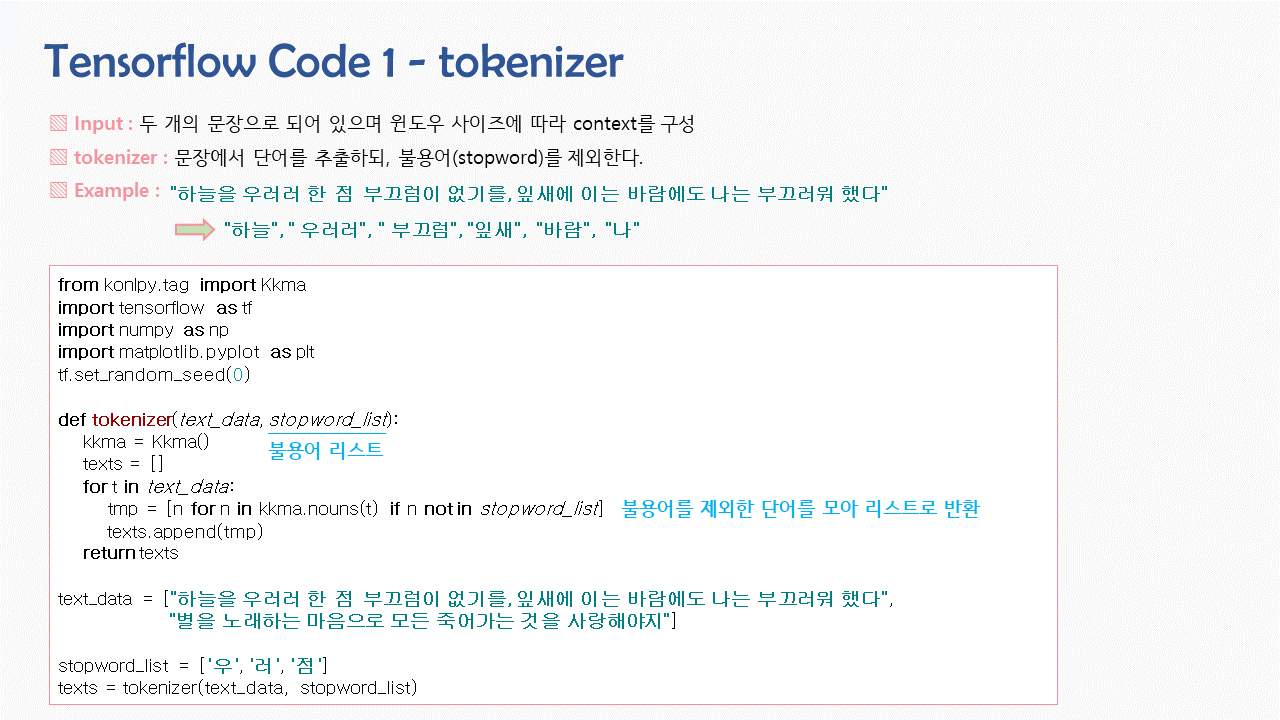 Tensorflow Code 1 - tokenizer
Input : 두 개의 문장으로 되어 있으며 윈도우 사이즈에 따라 context를 구성
tokenizer : 문장에서 단어를 추출하되, 불용어(stopword)를 제외한다.
Example : "하늘을 우러러 한 점 부끄럼이 없기를, 잎새에 이는 바람에도 나는 부끄러워 했다"
"하늘", " 우러러", " 부끄럼", "잎새", "바람", "나"
from konlpy.tag import Kkma
import tensorflow as tf
import numpy as np
import matplotlib.pyplot as plt
tf.set_random_seed(0)
def tokenizer(text_data, stopword_list):
kkma = Kkma()
불용어 리스트
texts = []
for t in text_data:
tmp = [n for n in kkma.nouns(t) if n not in stopword_list] 불용어를 제외한 단어를 모아 리스트로 반환
texts.append(tmp)
return texts
text_data = ["하늘을 우러러 한 점 부끄럼이 없기를, 잎새에 이는 바람에도 나는 부끄러워 했다",
"별을 노래하는 마음으로 모든 죽어가는 것을 사랑해야지"]
stopword_list = ['우', '러', '점']
texts = tokenizer(text_data, stopword_list)